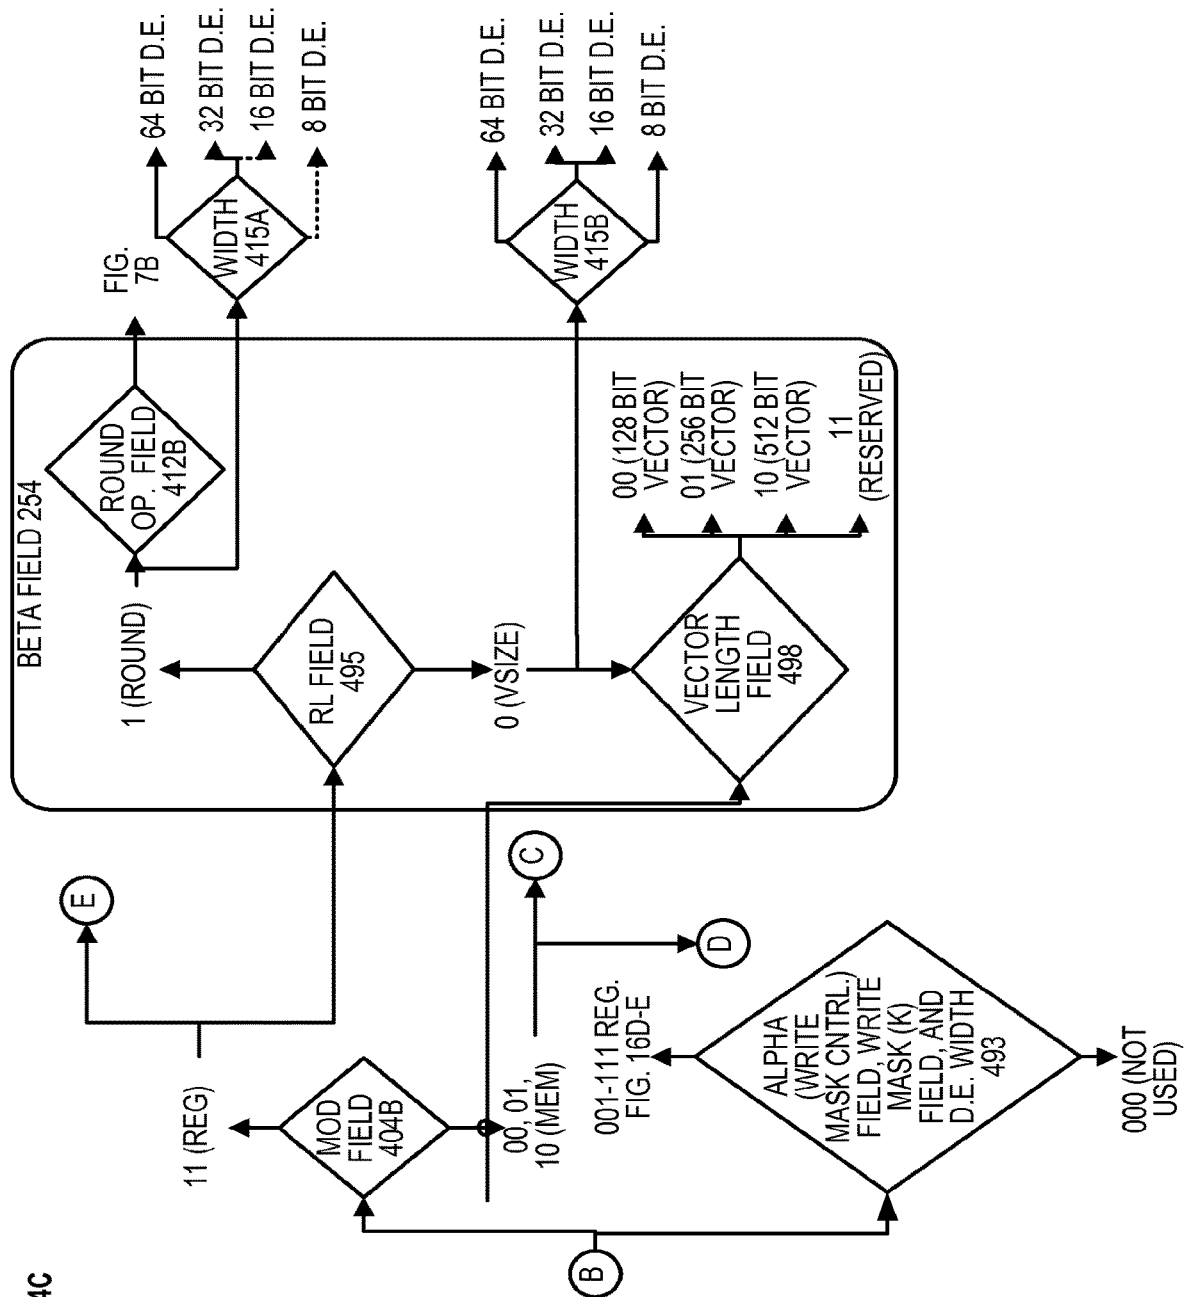 4C
B
MOD
FIELD
404B
11 (REG)
00, 01,
10 (MEM)
E
C
D
ALPHA
(WRITE
MASK CNTRL.)
FIELD, WRITE
MASK (K)
FIELD, AND
D.E. WIDTH
493
001-111 REG.
FIG. 16D-E
000 (NOT
USED)
BETA FIELD 254
RL FIELD
495
1 (ROUND)
0 (VSIZE)
ROUND
OP. FIELD
412B
FIG.
7B
VECTOR
LENGTH
FIELD
498
00 (128 BIT
VECTOR)
01 (256 BIT
VECTOR)
10 (512 BIT
VECTOR)
11
(RESERVED)
WIDTH
415A
64 BIT D.E.
32 BIT D.E.
16 BIT D.E.
8 BIT D.E.
WIDTH
415B
64 BIT D.E.
32 BIT D.E.
16 BIT D.E.
8 BIT D.E.